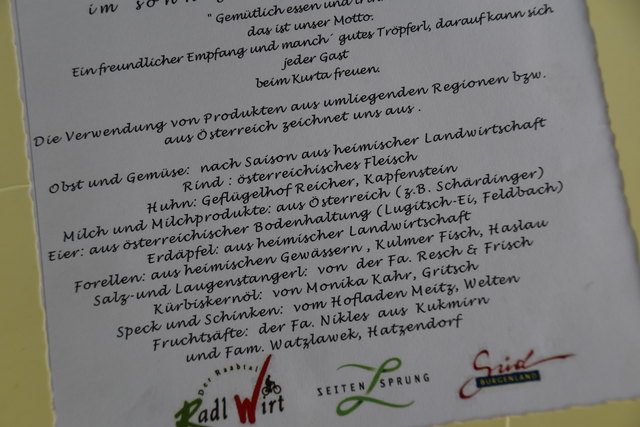 im
" Gemütlich essen und
das ist unser Motto.
Ein freundlicher Empfang und manch´ gutes Tröpferl, darauf kann sich
jeder Gast
beim Kurta freuen.
Die Verwendung von Produkten aus umliegenden Regionen bzw.
aus Österreich zeichnet uns aus .
Obst und Gemüse: nach Saison aus heimischer Landwirtschaft
Rind : österreichisches Fleisch
Huhn: Geflügelhof Reicher, Kapfenstein
Milch und Milchprodukte: aus Österreich (z.B. Schärdinger)
Eier: aus österreichischer Bodenhaltung (Lugitsch-Ei, Feldbach)
Erdäpfel: aus heimischer Landwirtschaft
Forellen: aus heimischen Gewässern , Kulmer Fisch, Haslau
Salz-und Laugenstangerl: von der Fa. Resch & Frisch
Kürbiskernöl: von Monika Kahr, Gritsch
Speck und Schinken: vom Hofladen Meitz, Welten
Fruchtsäfte: der Fa. Nikles aus Kukmirn
und Fam. Watzlawek, Hatzendorf
Der Raabtal
Radl Wirt
SEITEN SPRUNG
Süd
BURGENLAND